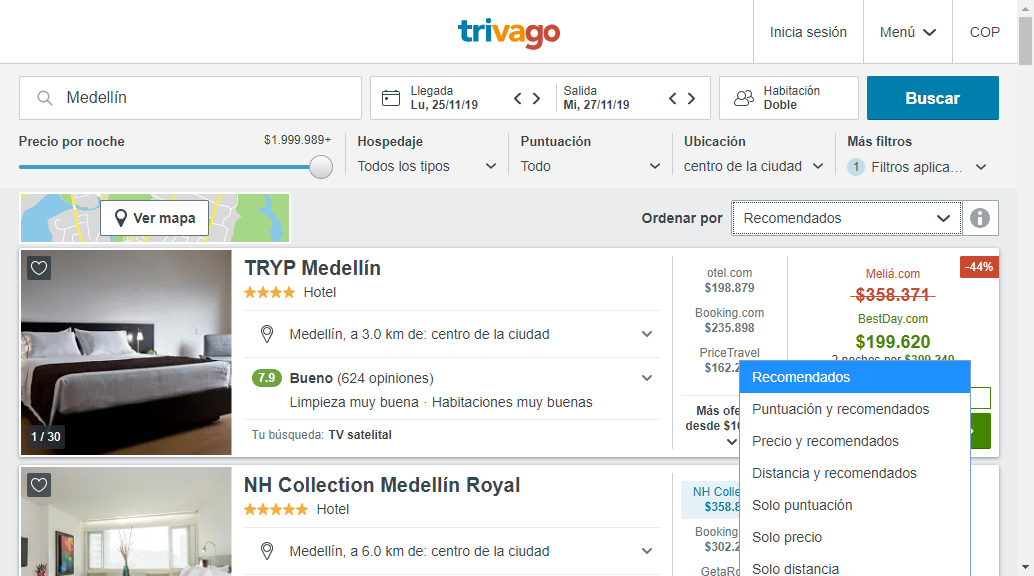 trivago
Inicia sesión
Menú
COP
Medellín
Llegada
Lu, 25/11/19
Salida
Mi, 27/11/19
Habitación
Doble
Buscar
Precio por noche
$1.999.989+
Hospedaje
Todos los tipos
Puntuación
Todo
Ubicación
centro de la ciudad
Más filtros
1 Filtros aplica...
Ver mapa
Ordenar por
Recomendados
TRYP Medellín
Hotel
Medellín, a 3.0 km de: centro de la ciudad
7.9 Bueno (624 opiniones)
Limpieza muy buena · Habitaciones muy buenas
Tu búsqueda: TV satelital
1 / 30
otel.com
$198.879
Booking.com
$235.898
PriceTravel
$162.2
Más ofe
desde $1
-44%
Meliá.com
$358.371
BestDay.com
$199.620
2 noches por $399.240
Recomendados
Puntuación y recomendados
Precio y recomendados
Distancia y recomendados
Solo puntuación
Solo precio
Solo distancia
NH Collection Medellín Royal
Hotel
Medellín, a 6.0 km de: centro de la ciudad
NH Colle
$358.8
Booking
$302.2
GetaRo